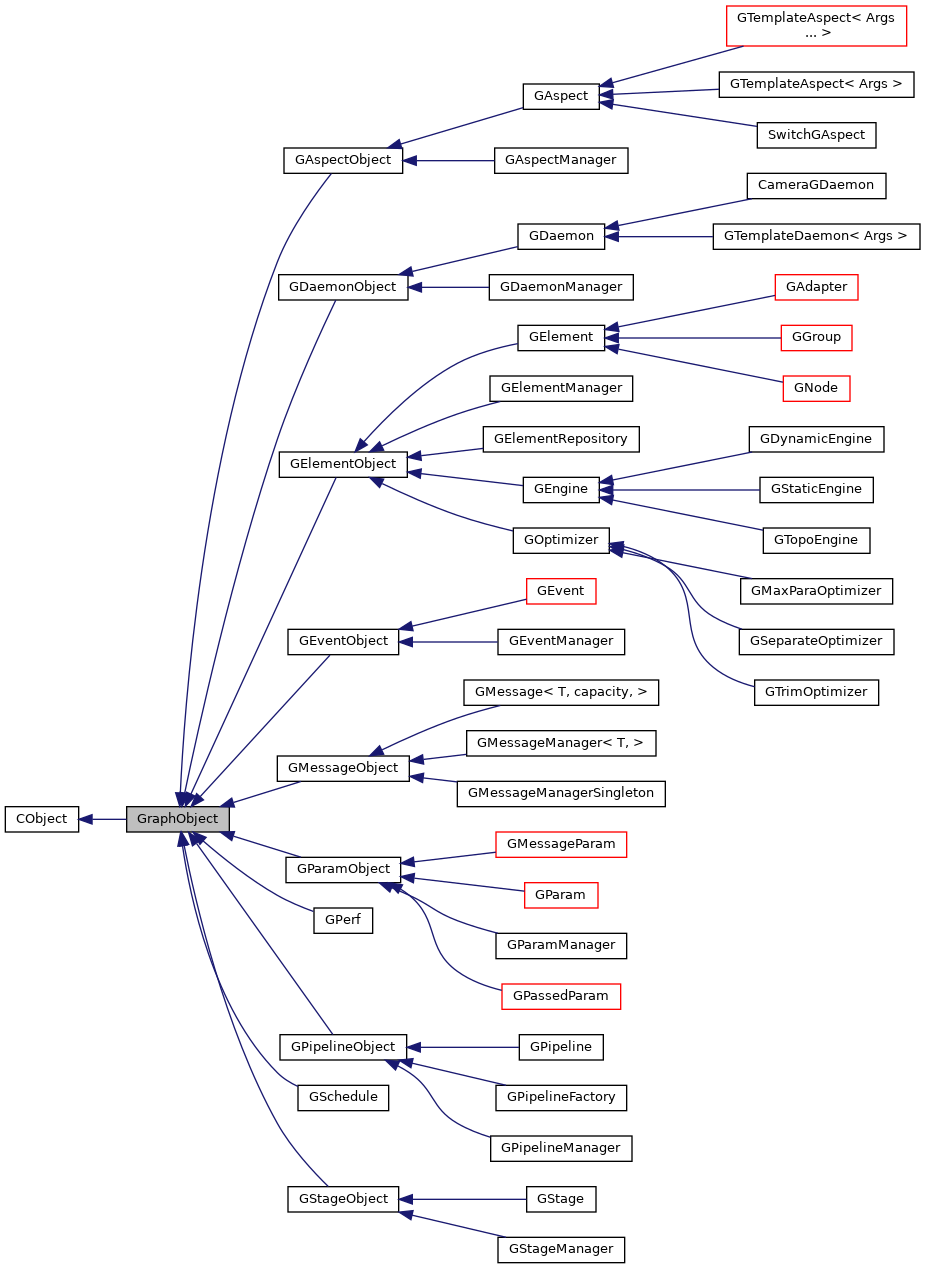 GTemplateAspect< Args
... >
GAspect
GTemplateAspect< Args >
SwitchGAspect
GAspectObject
GAspectManager
CameraGDaemon
GDaemon
GTemplateDaemon< Args >
GDaemonObject
GDaemonManager
GAdapter
GElement
GGroup
GNode
GElementManager
GElementRepository
GElementObject
GDynamicEngine
GEngine
GStaticEngine
GTopoEngine
GOptimizer
GMaxParaOptimizer
GSeparateOptimizer
GTrimOptimizer
GEvent
GEventObject
GEventManager
GMessage< T, capacity, >
GMessageManager< T, >
GMessageObject
GMessageManagerSingleton
CObject
GraphObject
GMessageParam
GParamObject
GParam
GPerf
GParamManager
GPassedParam
GPipelineObject
GPipeline
GSchedule
GPipelineFactory
GPipelineManager
GStageObject
GStage
GStageManager